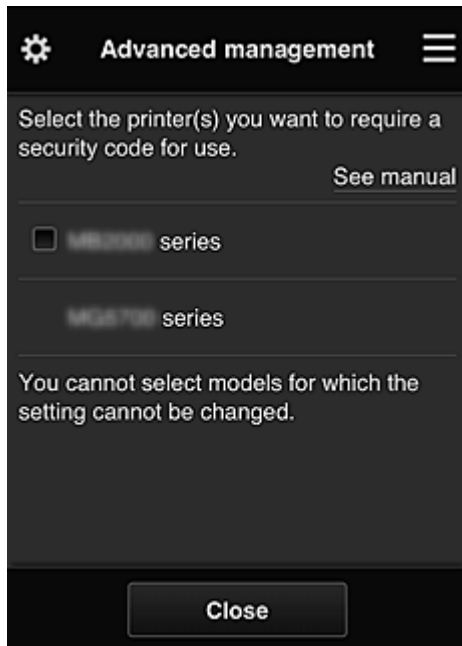 Advanced management
Select the printer(s) you want to require a
security code for use.
See manual
series
series
You cannot select models for which the
setting cannot be changed.
Close